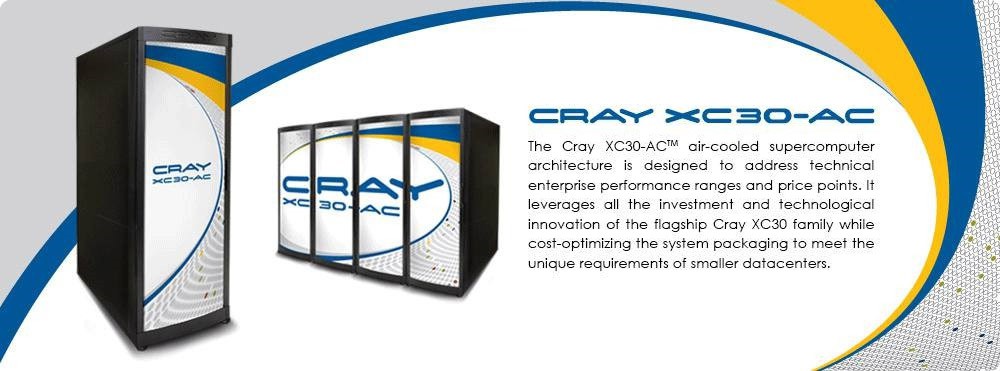 CRAY
XC30-AC
CRAY
XC30-AC
CRAY XC30-AC
The Cray XC30-AC™ air-cooled supercomputer
architecture is designed to address technical
enterprise performance ranges and price points. It
leverages all the investment and technological
innovation of the flagship Cray XC30 family while
cost-optimizing the system packaging to meet the
unique requirements of smaller datacenters.